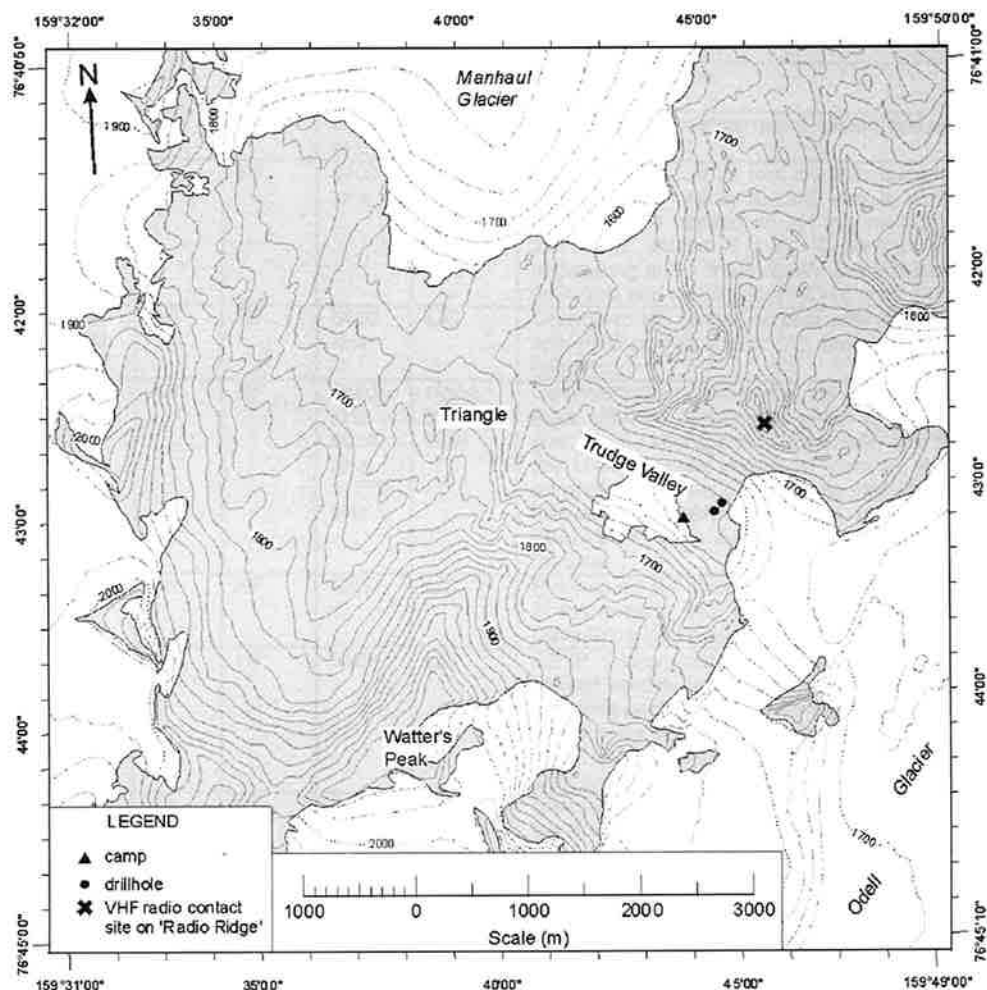 159°32'00"
35'00"
40'00"
45'00"
159°50'00"
76°40'50"
76°41'00"
N
Manhaul
Glacier
1900
1800
1700
1700
1600
42'00"
42'00"
1900
1800
1700
Triangle
2000
Trudge Valley
43'00"
1700
43'00"
1800
1800
1700
2000
1900
44'00"
44'00"
Watter's
Peak
Glacier
1700
2000
Odell
LEGEND
camp
drillhole
VHF radio contact
site on 'Radio Ridge'
1000
0
1000
2000
3000
Scale (m)
76°45'0"
76°45'10"
159°31'00"
35'00"
40'00"
45'00"
159°49'00"